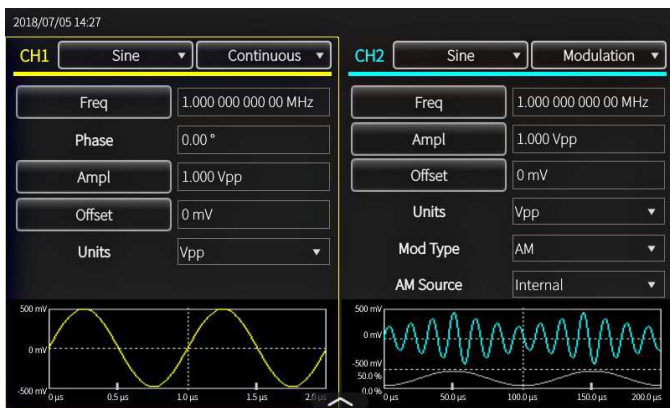 2018/07/05 14:27
CH1 Sine Continuous
Freq 1.000 000 000 00 MHz
Phase 0.00 °
Ampl 1.000 Vpp
Offset 0 mV
Units Vpp
500 mV
0 mV
-500 mV
0 µs 0.5 µs 1.0 µs 1.5 µs 2.0 µs
CH2 Sine Modulation
Freq 1.000 000 000 00 MHz
Ampl 1.000 Vpp
Offset 0 mV
Units Vpp
Mod Type AM
AM Source Internal
500 mV
0 mV
-500 mV
50.0 %
0.0 %
0 µs 50.0 µs 100.0 µs 150.0 µs 200.0 µs